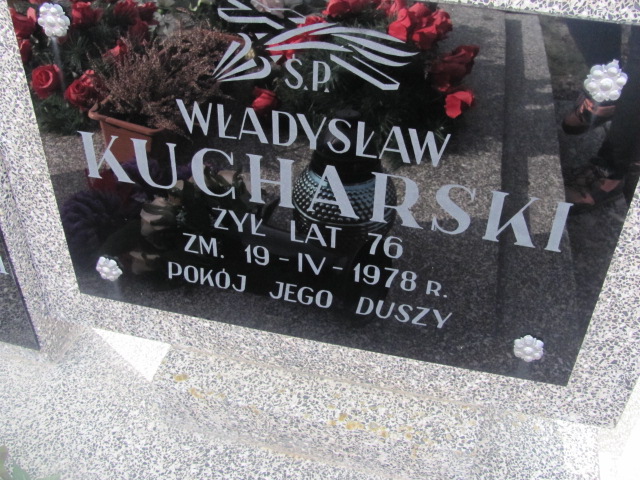 Ś.P.
WŁADYSŁAW
KUCHARSKI
ŻYŁ LAT 76
ZM. 19-IV-1978 R.
POKÓJ JEGO DUSZY